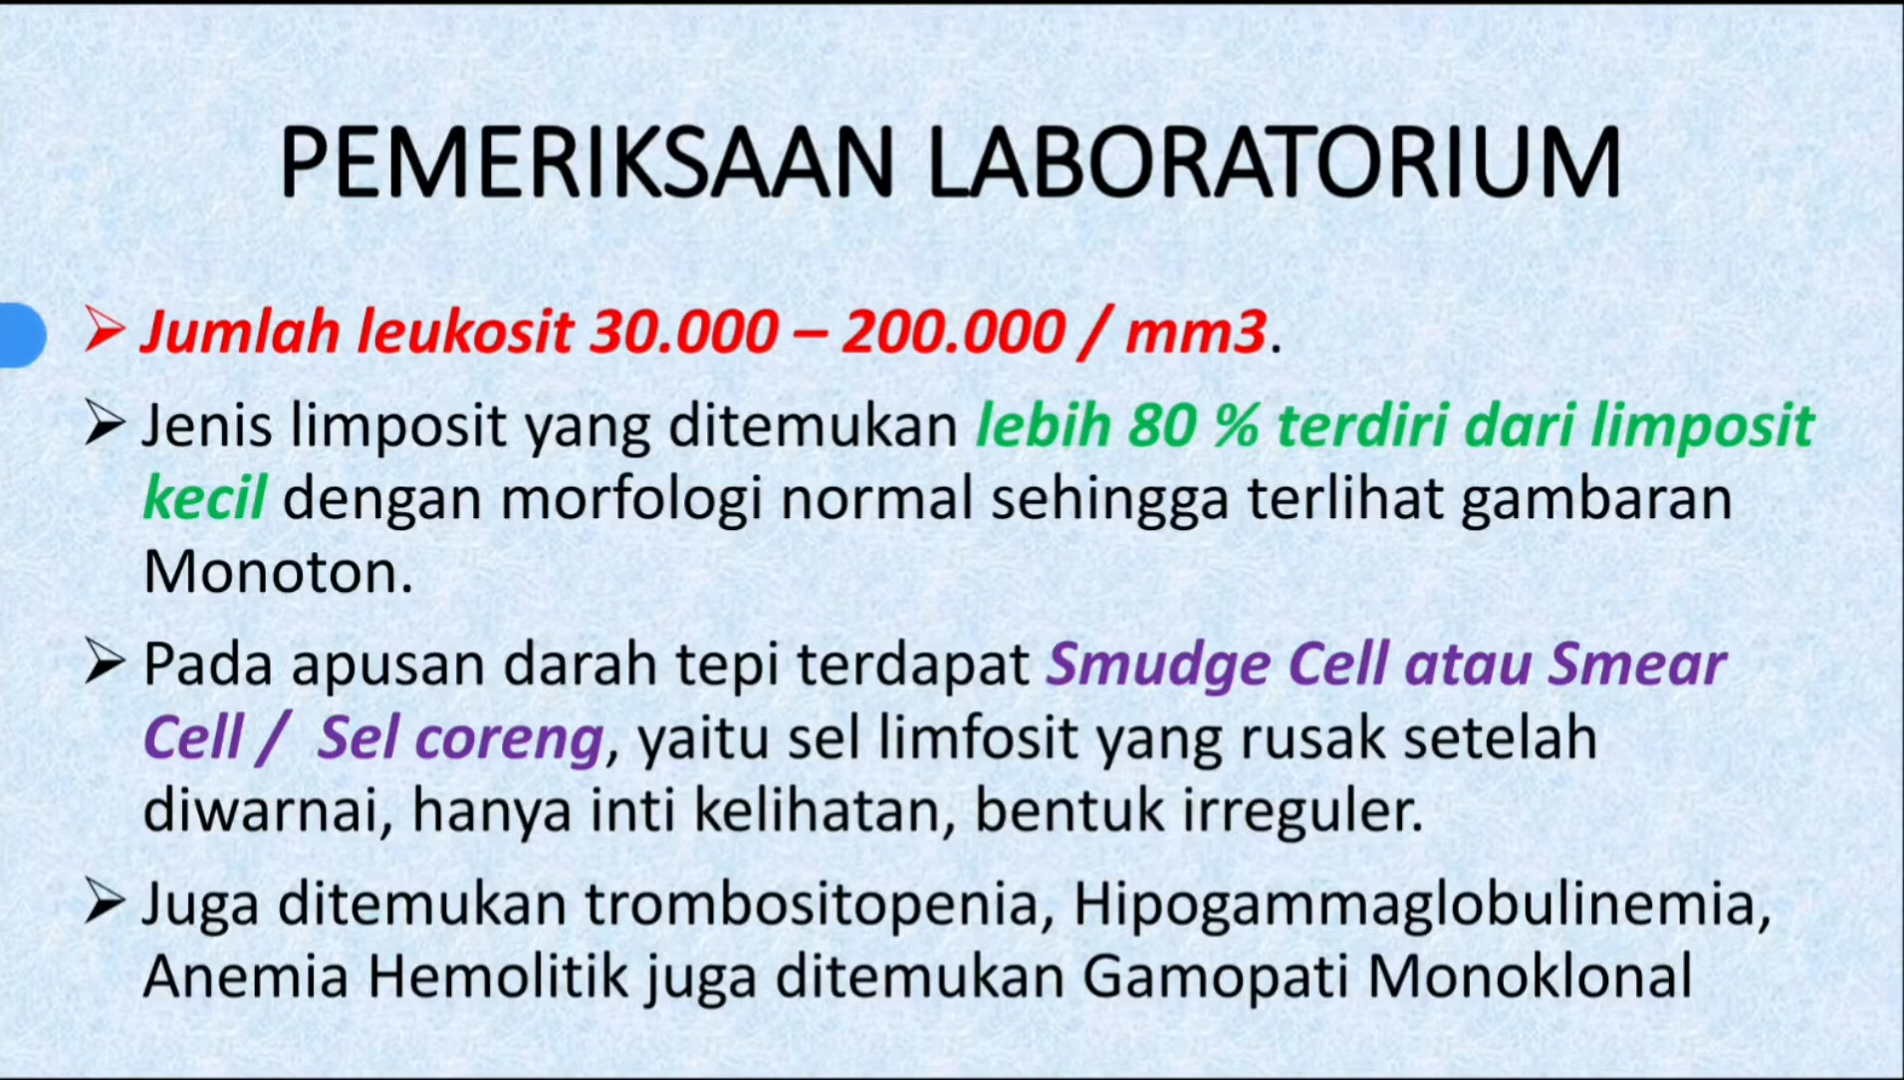 PEMERIKSAAN LABORATORIUM
➢ Jumlah leukosit 30.000 – 200.000 / mm3.
➢ Jenis limposit yang ditemukan lebih 80 % terdiri dari limposit
kecil dengan morfologi normal sehingga terlihat gambaran
Monoton.
➢ Pada apusan darah tepi terdapat Smudge Cell atau Smear
Cell / Sel coreng, yaitu sel limfosit yang rusak setelah
diwarnai, hanya inti kelihatan, bentuk irreguler.
➢ Juga ditemukan trombositopenia, Hipogammaglobulinemia,
Anemia Hemolitik juga ditemukan Gamopati Monoklonal